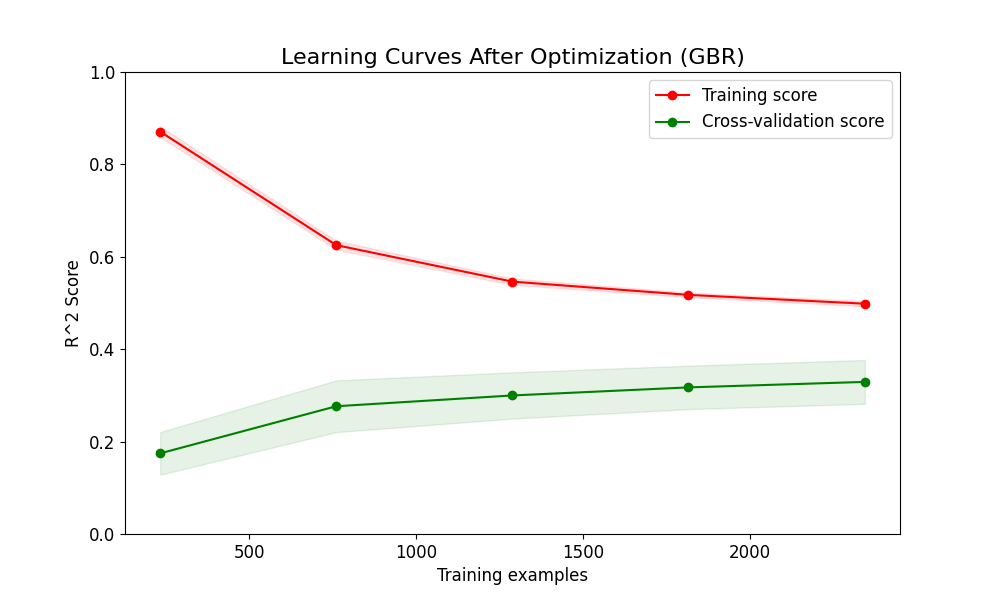 Learning Curves After Optimization (GBR)
Training score
Cross-validation score
R^2 Score
1.0
0.8
0.6
0.4
0.2
0.0
500
1000
1500
2000
Training examples